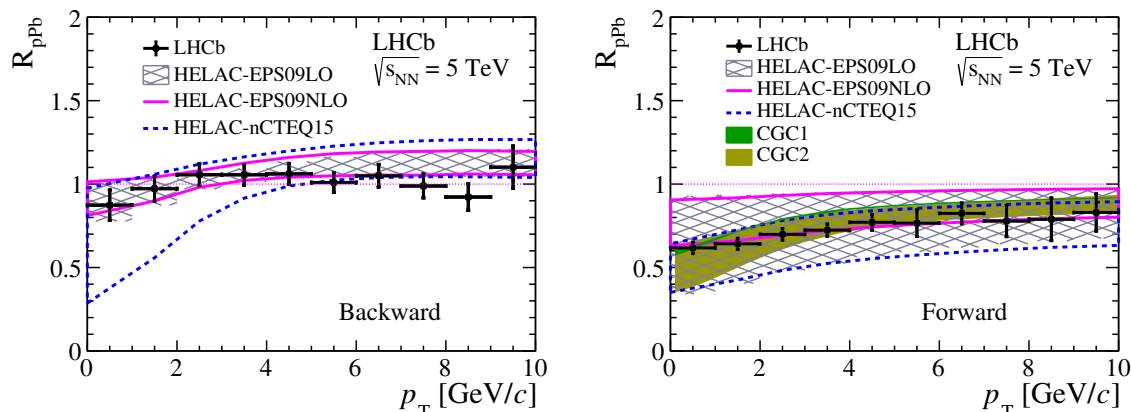 R_pPb
2
1.5
1
0.5
0
LHCb
HELAC-EPS09LO
HELAC-EPS09NLO
HELAC-nCTEQ15
LHCb
√s_NN = 5 TeV
Backward
0 2 4 6 8 10
p_T [GeV/c]
R_pPb
2
1.5
1
0.5
0
LHCb
HELAC-EPS09LO
HELAC-EPS09NLO
HELAC-nCTEQ15
CGC1
CGC2
LHCb
√s_NN = 5 TeV
Forward
0 2 4 6 8 10
p_T [GeV/c]